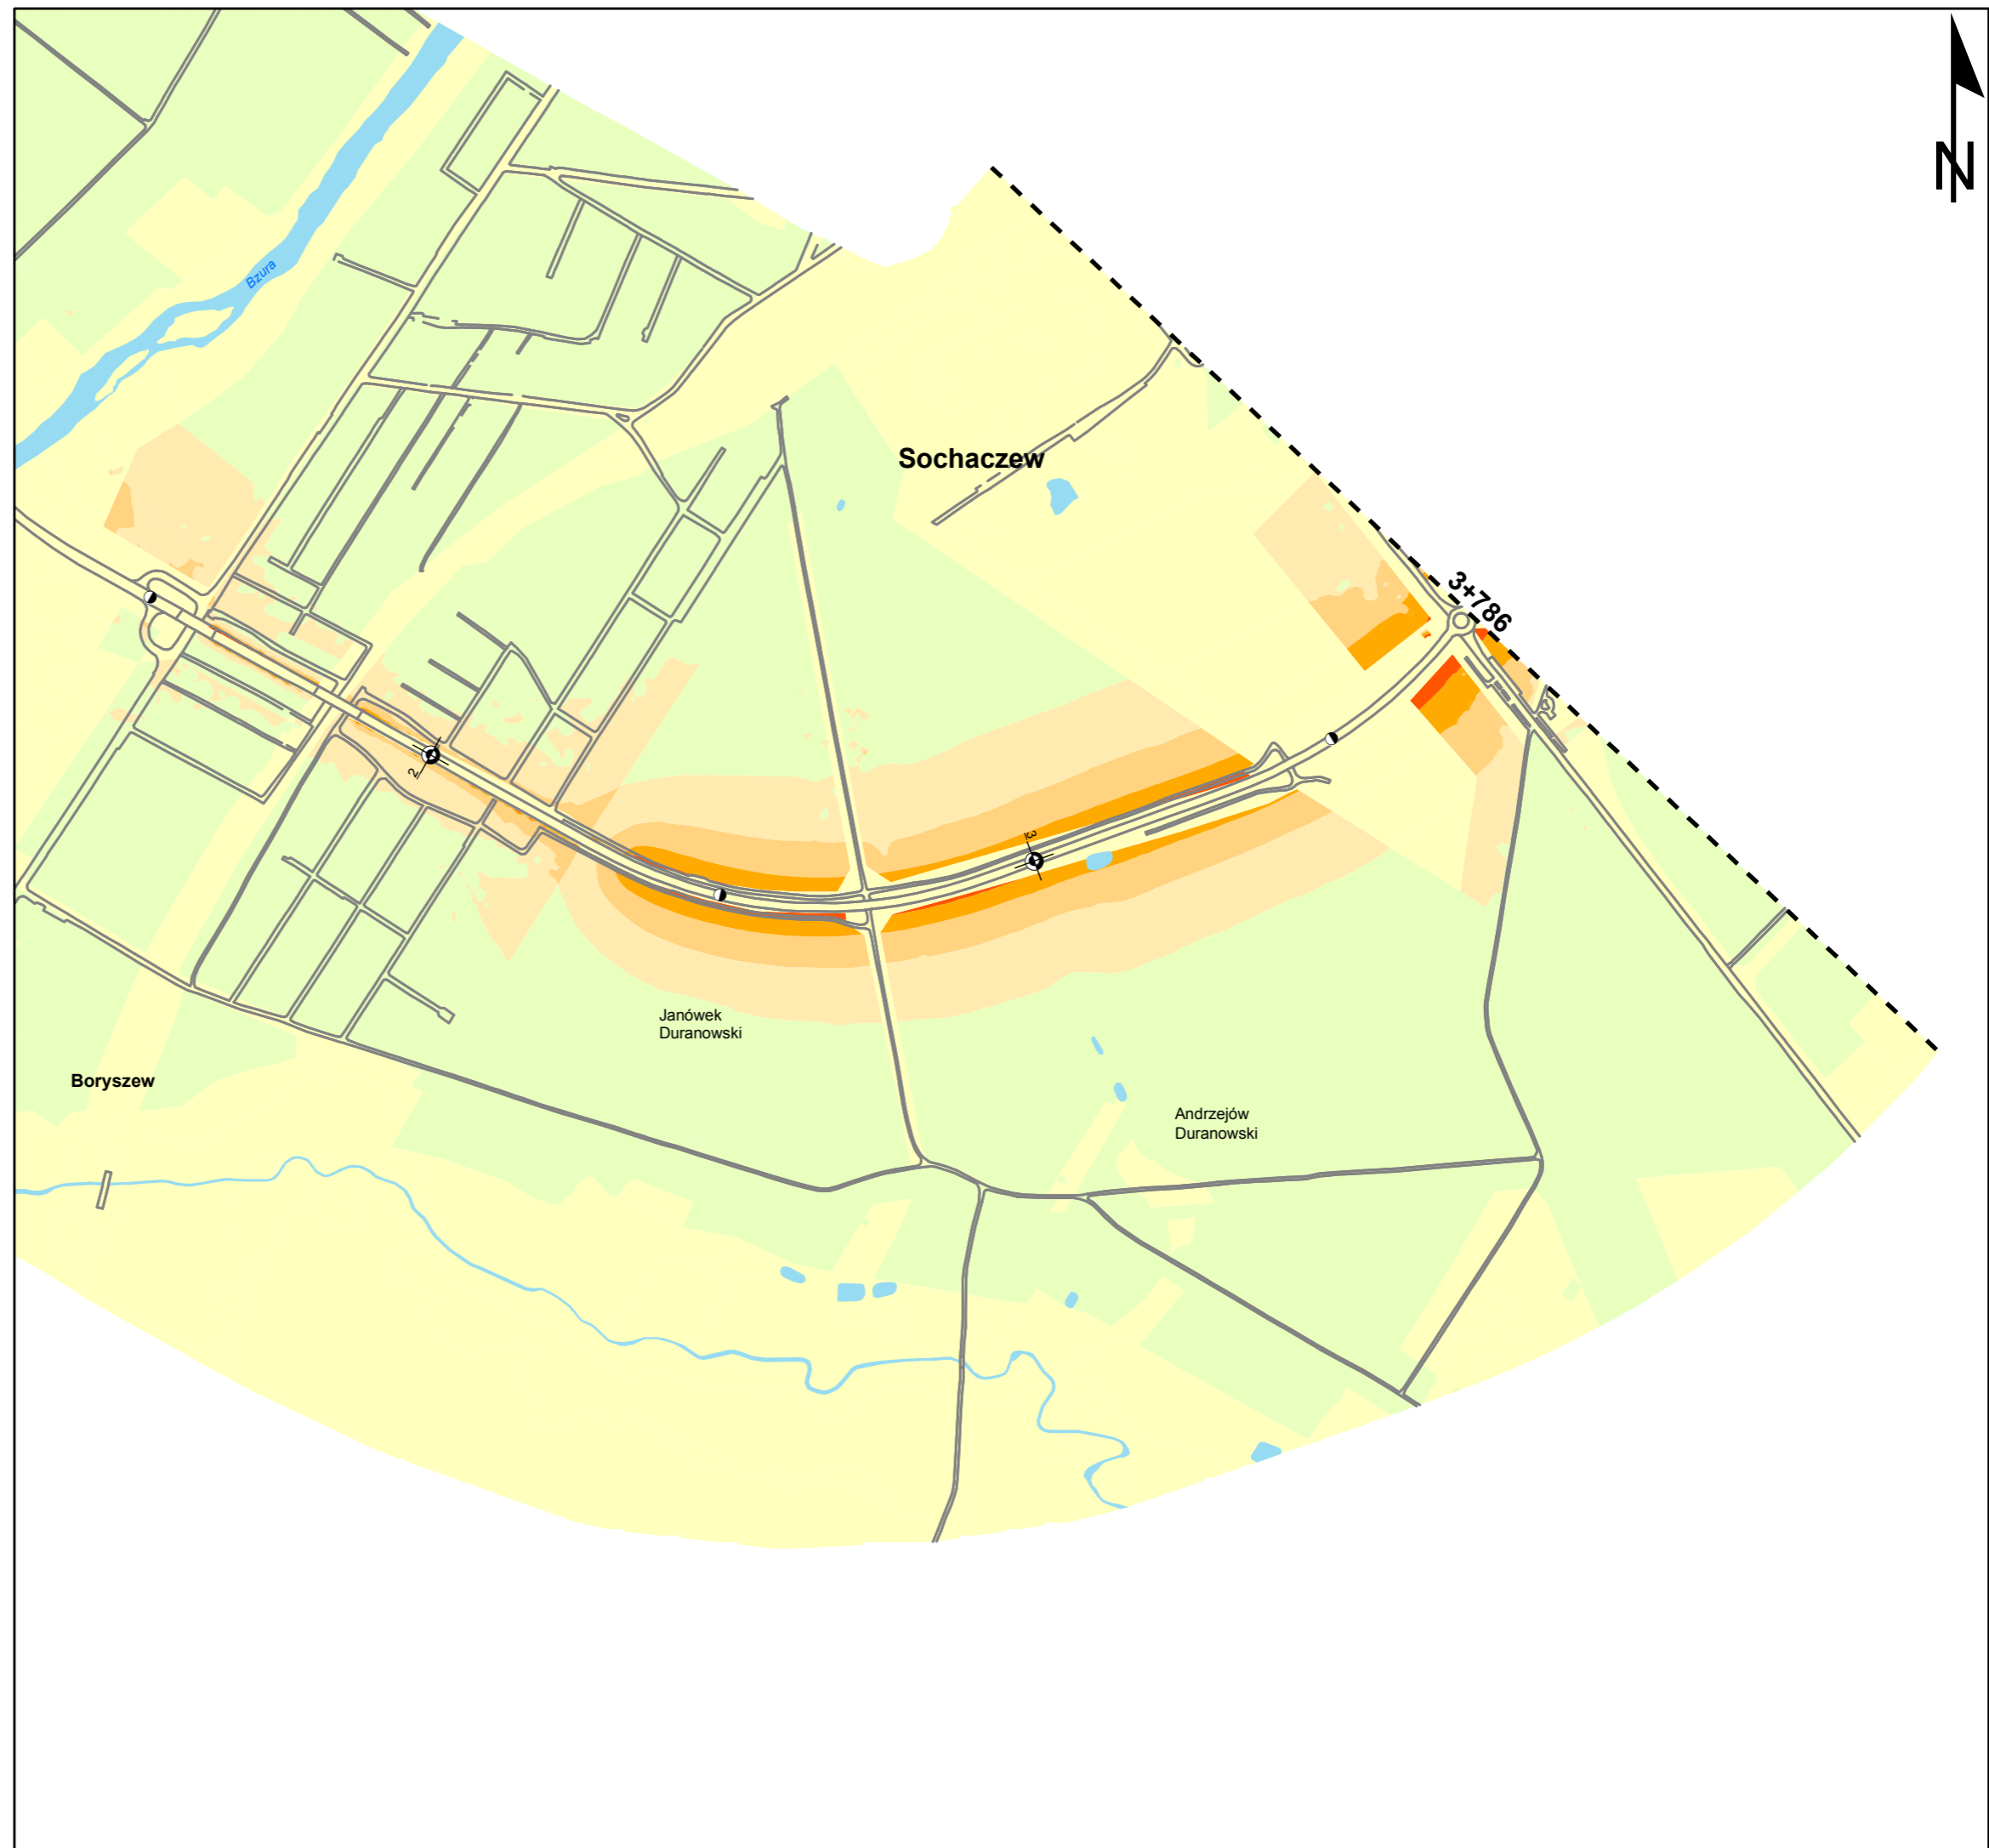 N
Bzura
Sochaczew
3+786
2
3
Janówek
Duranowski
Boryszew
Andrzejów
Duranowski